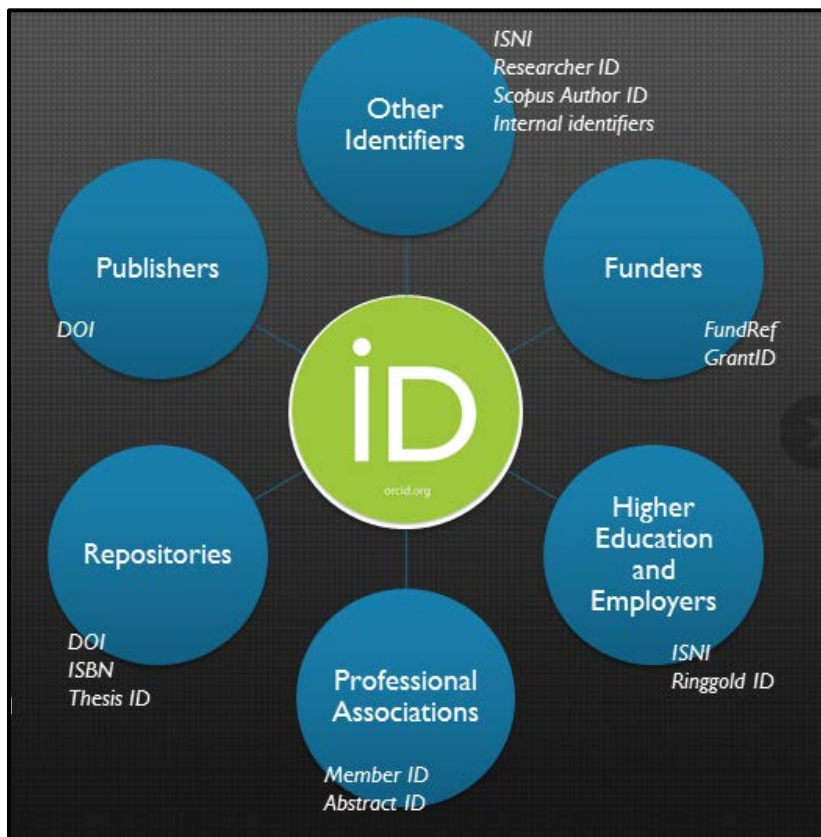 Other
Identifiers
ISNI
Researcher ID
Scopus Author ID
Internal identifiers
Publishers
DOI
Funders
FundRef
GrantID
iD
orcid.org
Repositories
DOI
ISBN
Thesis ID
Higher
Education
and
Employers
ISNI
Ringgold ID
Professional
Associations
Member ID
Abstract ID